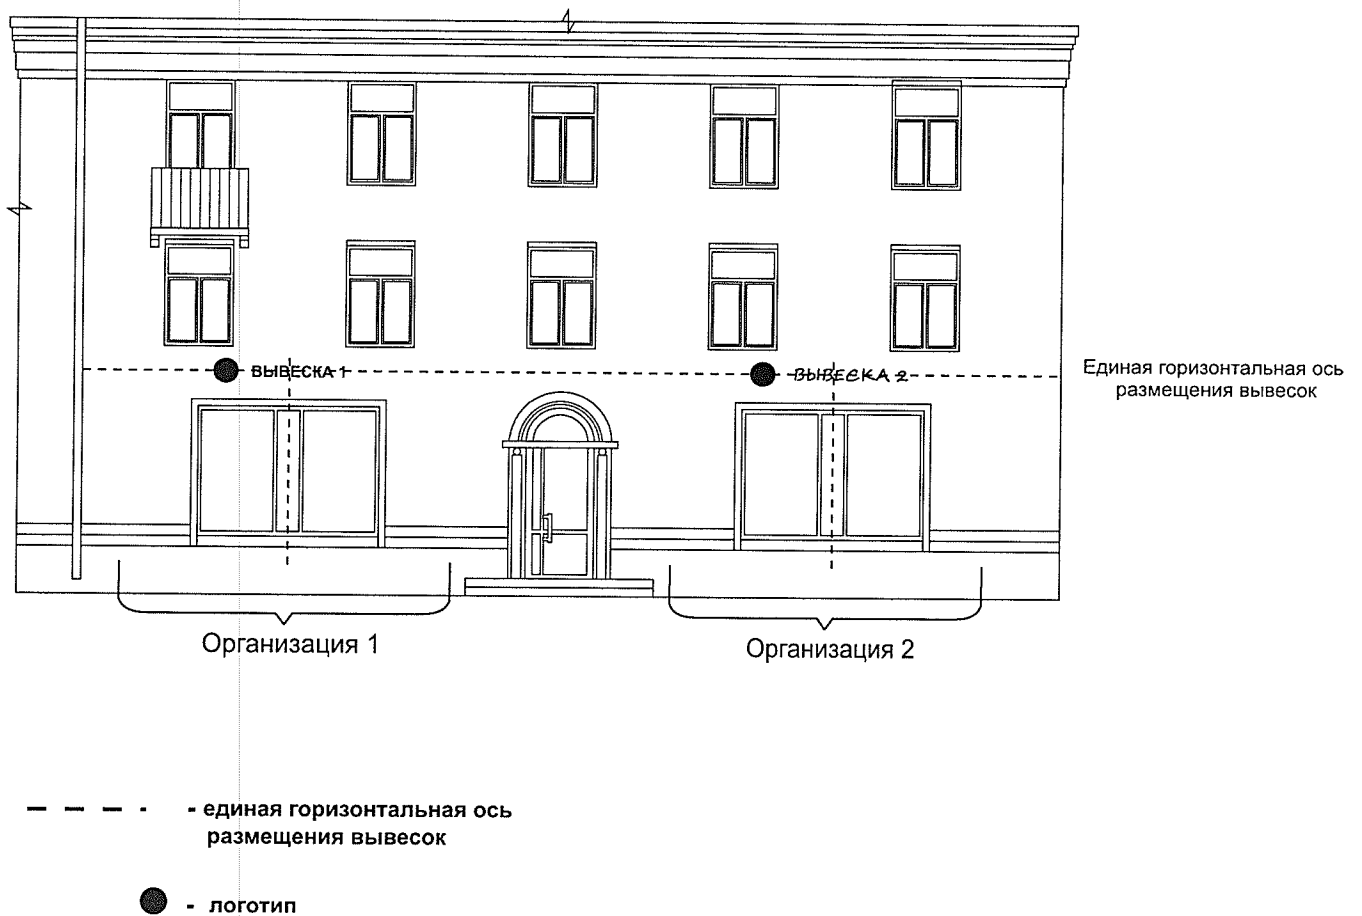 ВЫВЕСКА 1
ВЫВЕСКА 2
Единая горизонтальная ось
размещения вывесок
Организация 1
Организация 2
- единая горизонтальная ось
размещения вывесок
- логотип